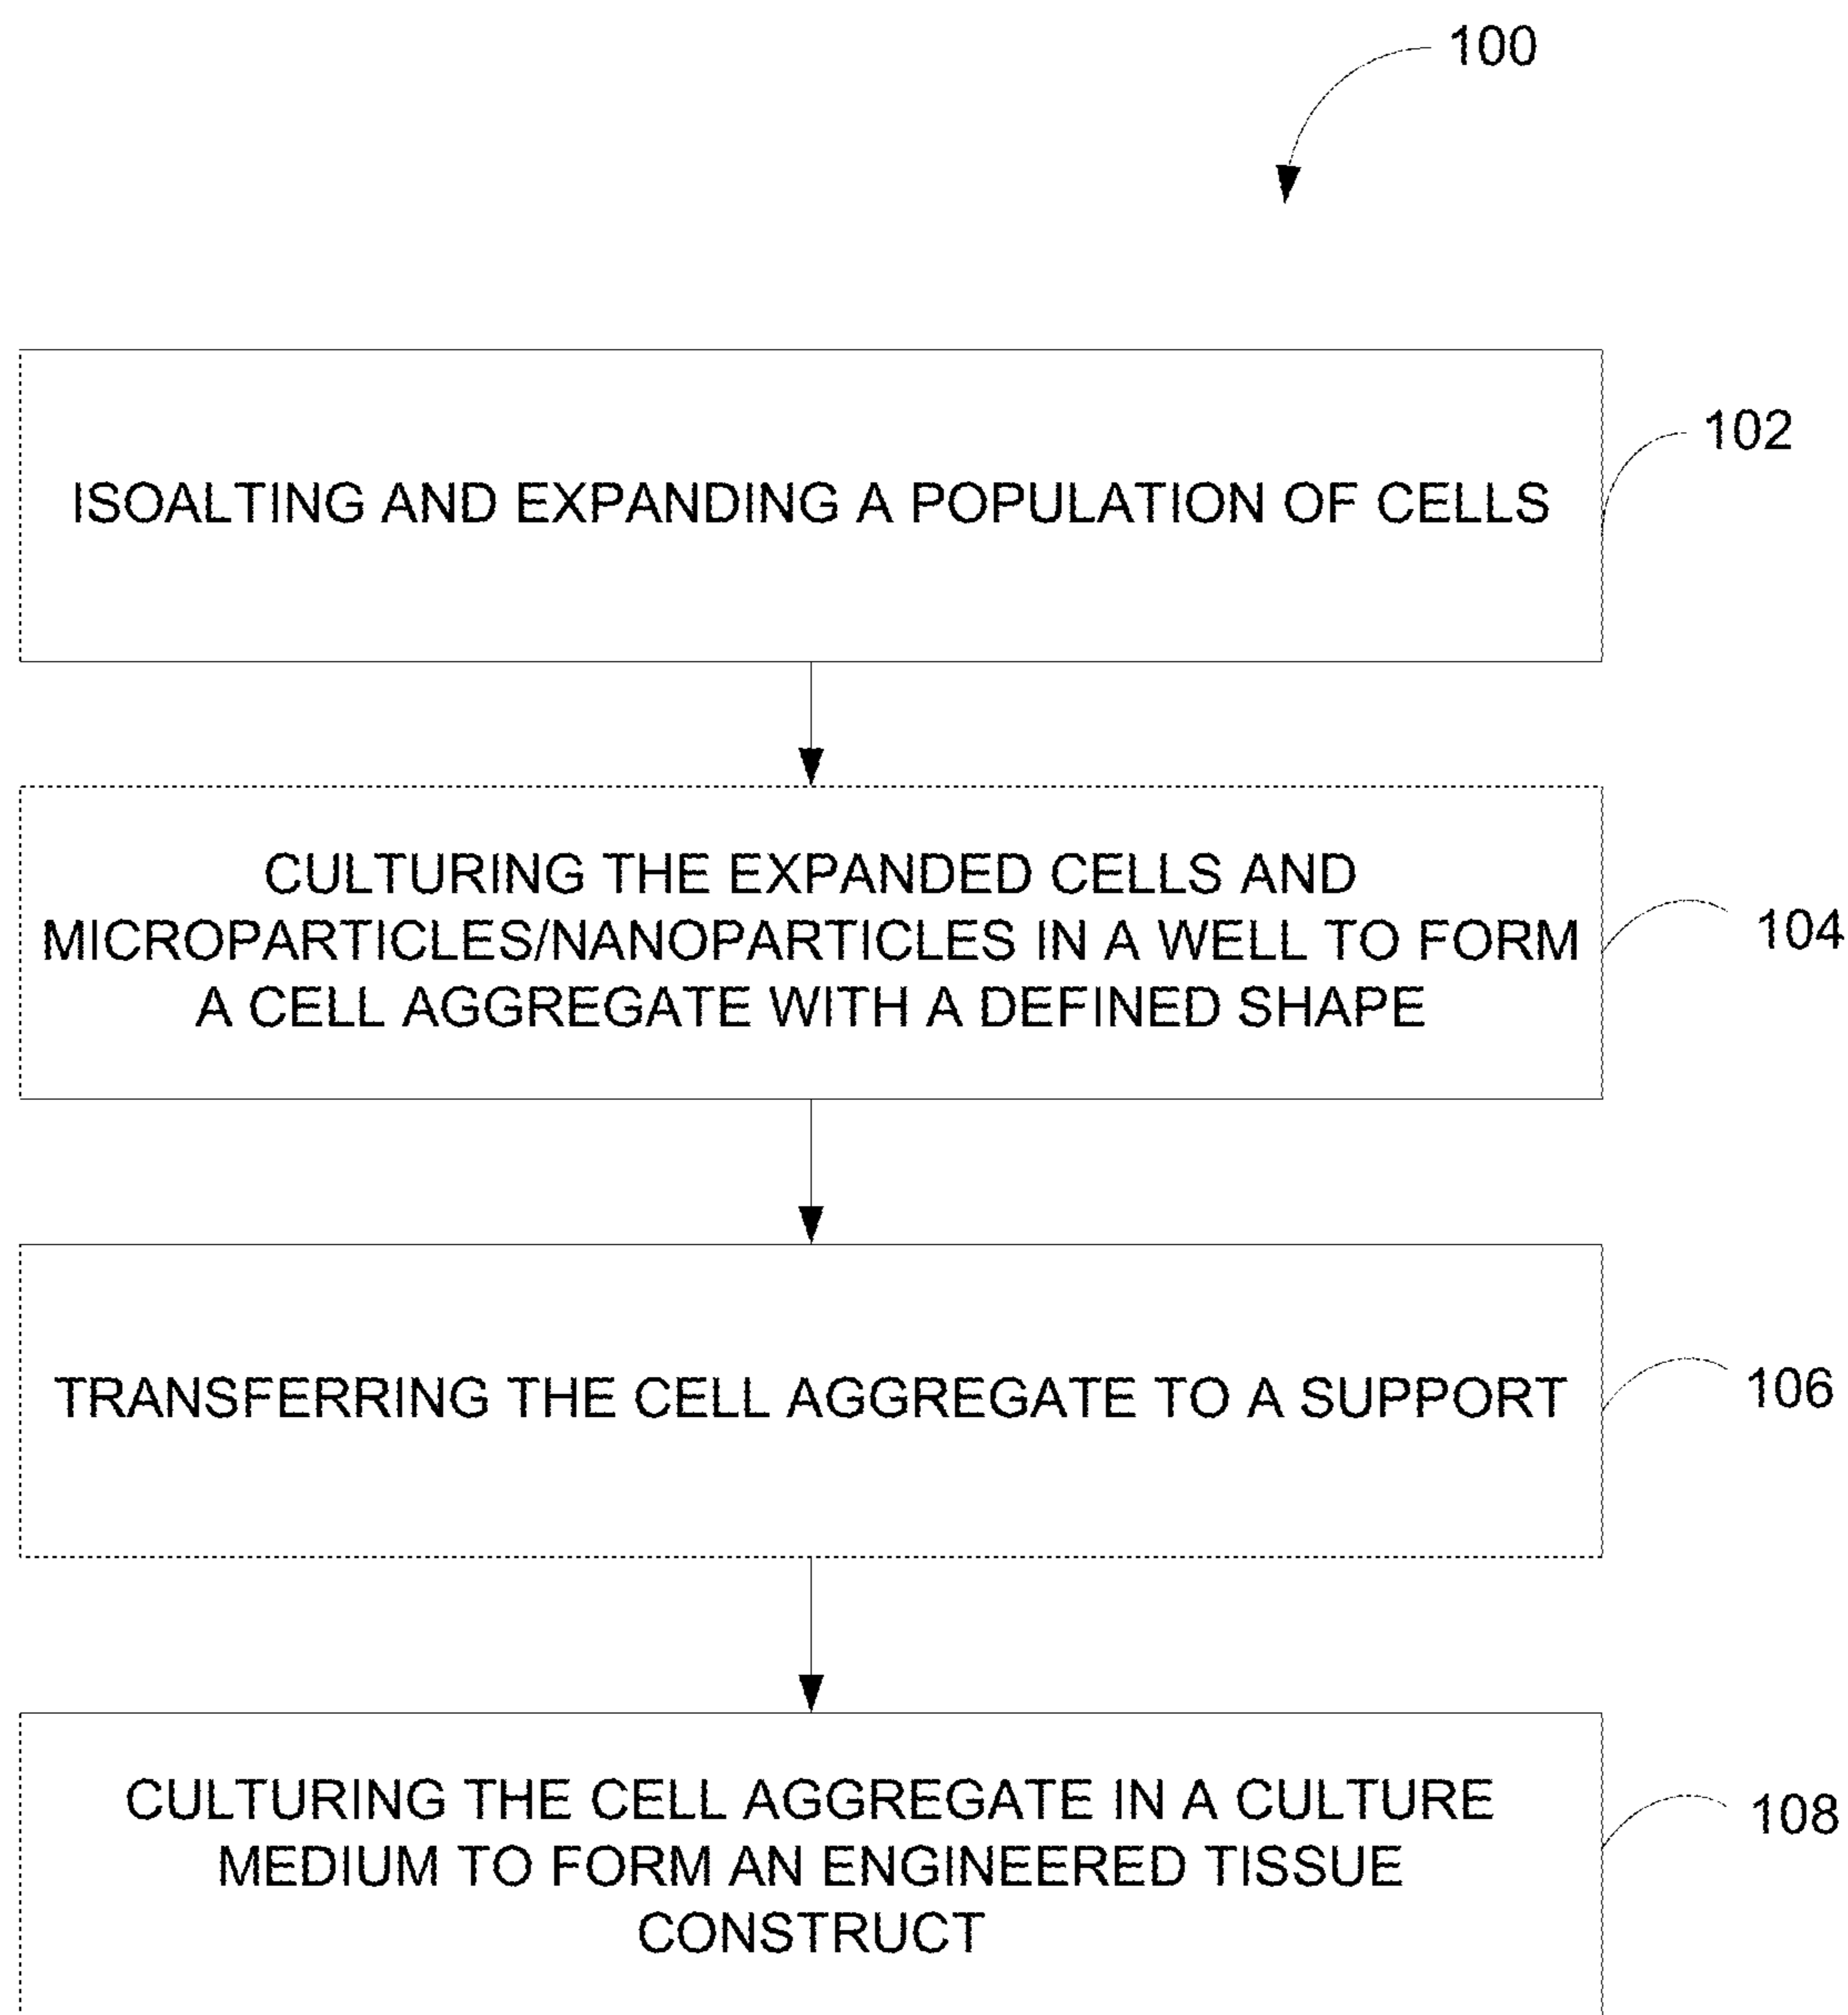 100
ISOALTING AND EXPANDING A POPULATION OF CELLS
102
CULTURING THE EXPANDED CELLS AND
MICROPARTICLES/NANOPARTICLES IN A WELL TO FORM
A CELL AGGREGATE WITH A DEFINED SHAPE
104
TRANSFERRING THE CELL AGGREGATE TO A SUPPORT
106
CULTURING THE CELL AGGREGATE IN A CULTURE
MEDIUM TO FORM AN ENGINEERED TISSUE
CONSTRUCT
108